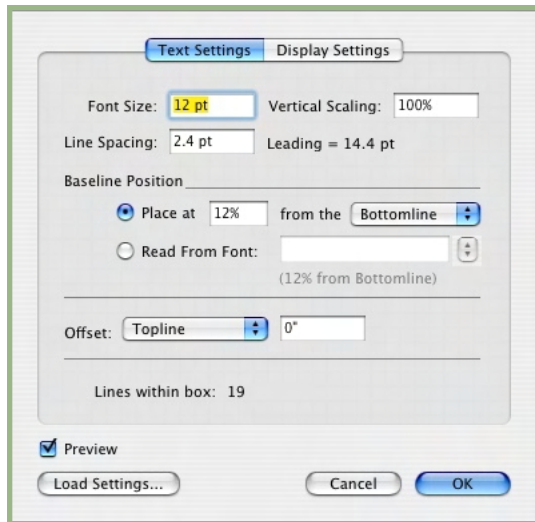 Text Settings Display Settings
Font Size: 12 pt Vertical Scaling: 100%
Line Spacing: 2.4 pt Leading = 14.4 pt
Baseline Position
Place at 12% from the Bottomline
Read From Font:
(12% from Bottomline)
Offset: Topline 0"
Lines within box: 19
Preview
Load Settings... Cancel OK